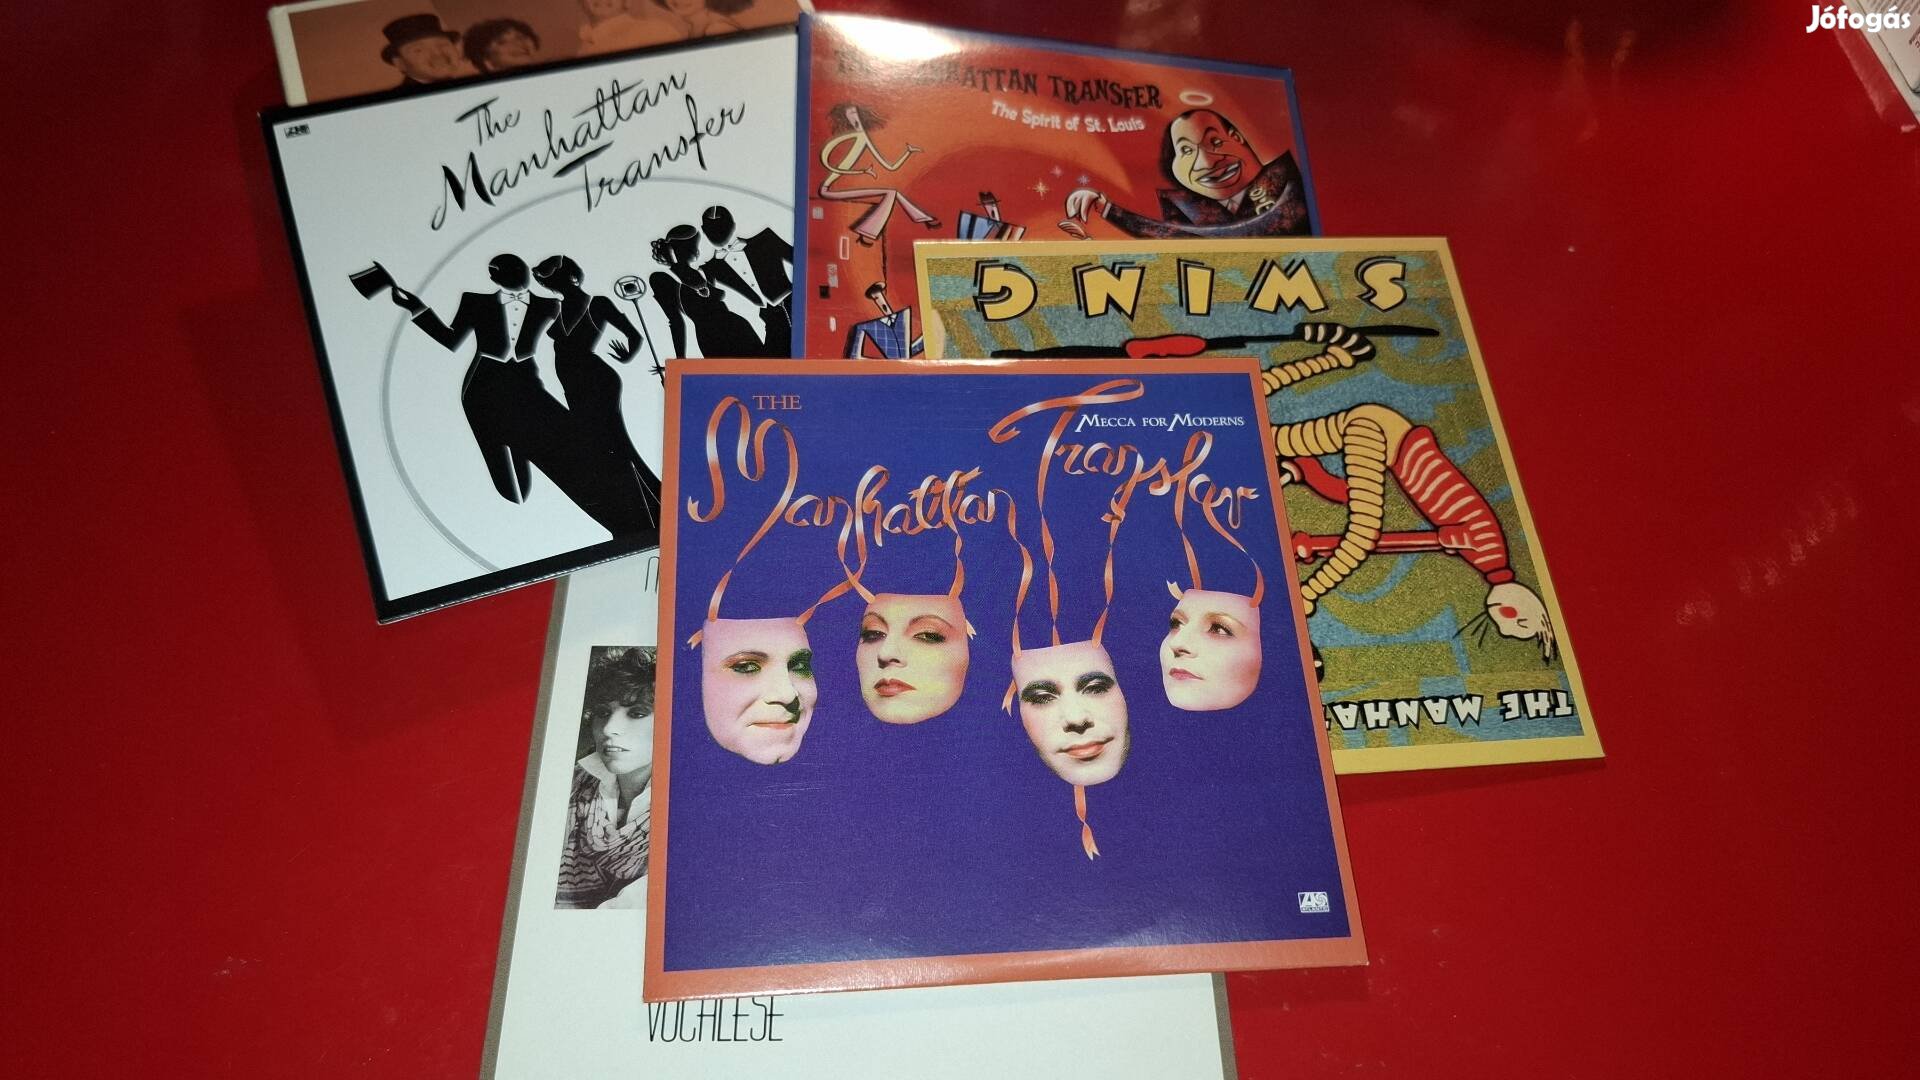 Jófogás
The
Manhattan
Transfer
MANHATTAN TRANSFER
The Spirit of St. Louis
SWING
THE MANHA
THE
Manhattan Transfer
MECCA FOR MODERNS
ATLANTIC
VOCALESE